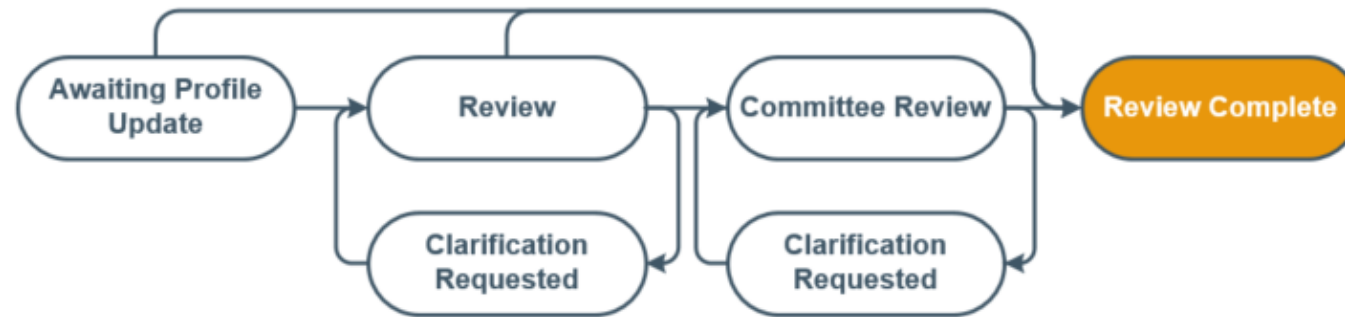 Awaiting Profile
Update
Review
Committee Review
Review Complete
Clarification
Requested
Clarification
Requested